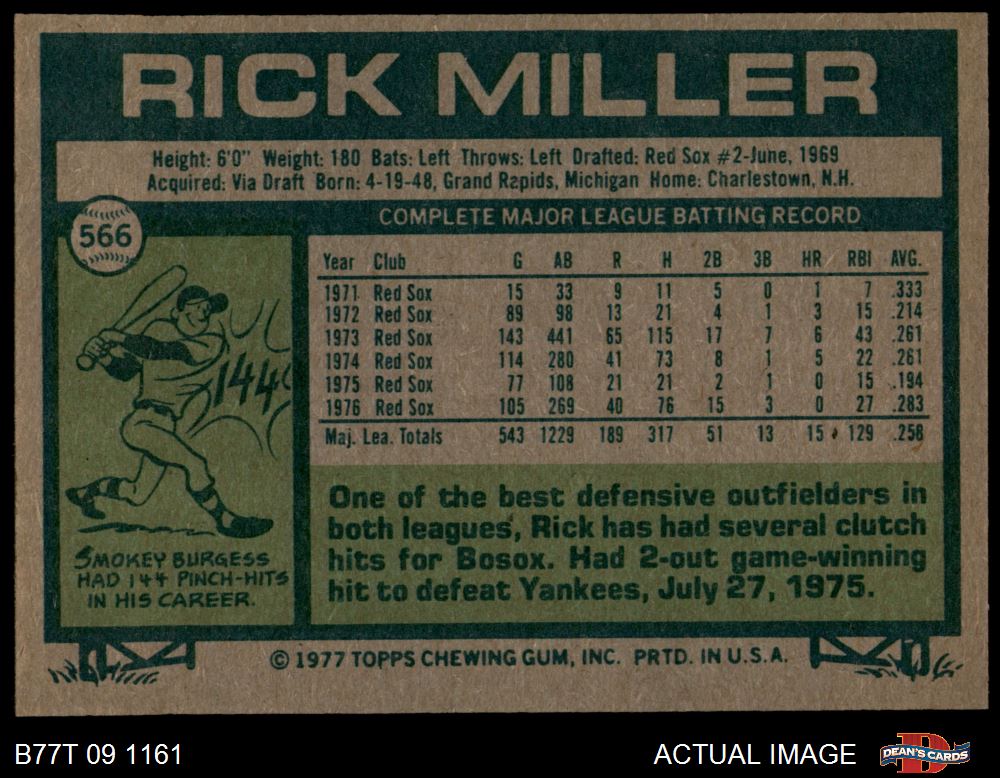 RICK MILLER
Height: 6'0" Weight: 180 Bats: Left Throws: Left Drafted: Red Sox #2-June, 1969
Acquired: Via Draft Born: 4-19-48, Grand Rapids, Michigan Home: Charlestown, N.H.
566
COMPLETE MAJOR LEAGUE BATTING RECORD
Year Club G AB R H 2B 3B HR RBI AVG.
1971 Red Sox 15 33 9 11 5 0 1 7 .333
1972 Red Sox 89 98 13 21 4 1 3 15 .214
1973 Red Sox 143 441 65 115 17 7 6 43 .261
1974 Red Sox 114 280 41 73 8 1 5 22 .261
1975 Red Sox 77 108 21 21 2 1 0 15 .194
1976 Red Sox 105 269 40 76 15 3 0 27 .283
Maj. Lea. Totals 543 1229 189 317 51 13 15 129 .258
144
SMOKEY BURGESS
HAD 144 PINCH-HITS
IN HIS CAREER.
One of the best defensive outfielders in
both leagues, Rick has had several clutch
hits for Bosox. Had 2-out game-winning
hit to defeat Yankees, July 27, 1975.
© 1977 TOPPS CHEWING GUM, INC. PRTD. IN U.S.A.
B77T 09 1161
ACTUAL IMAGE
DEAN'S CARDS